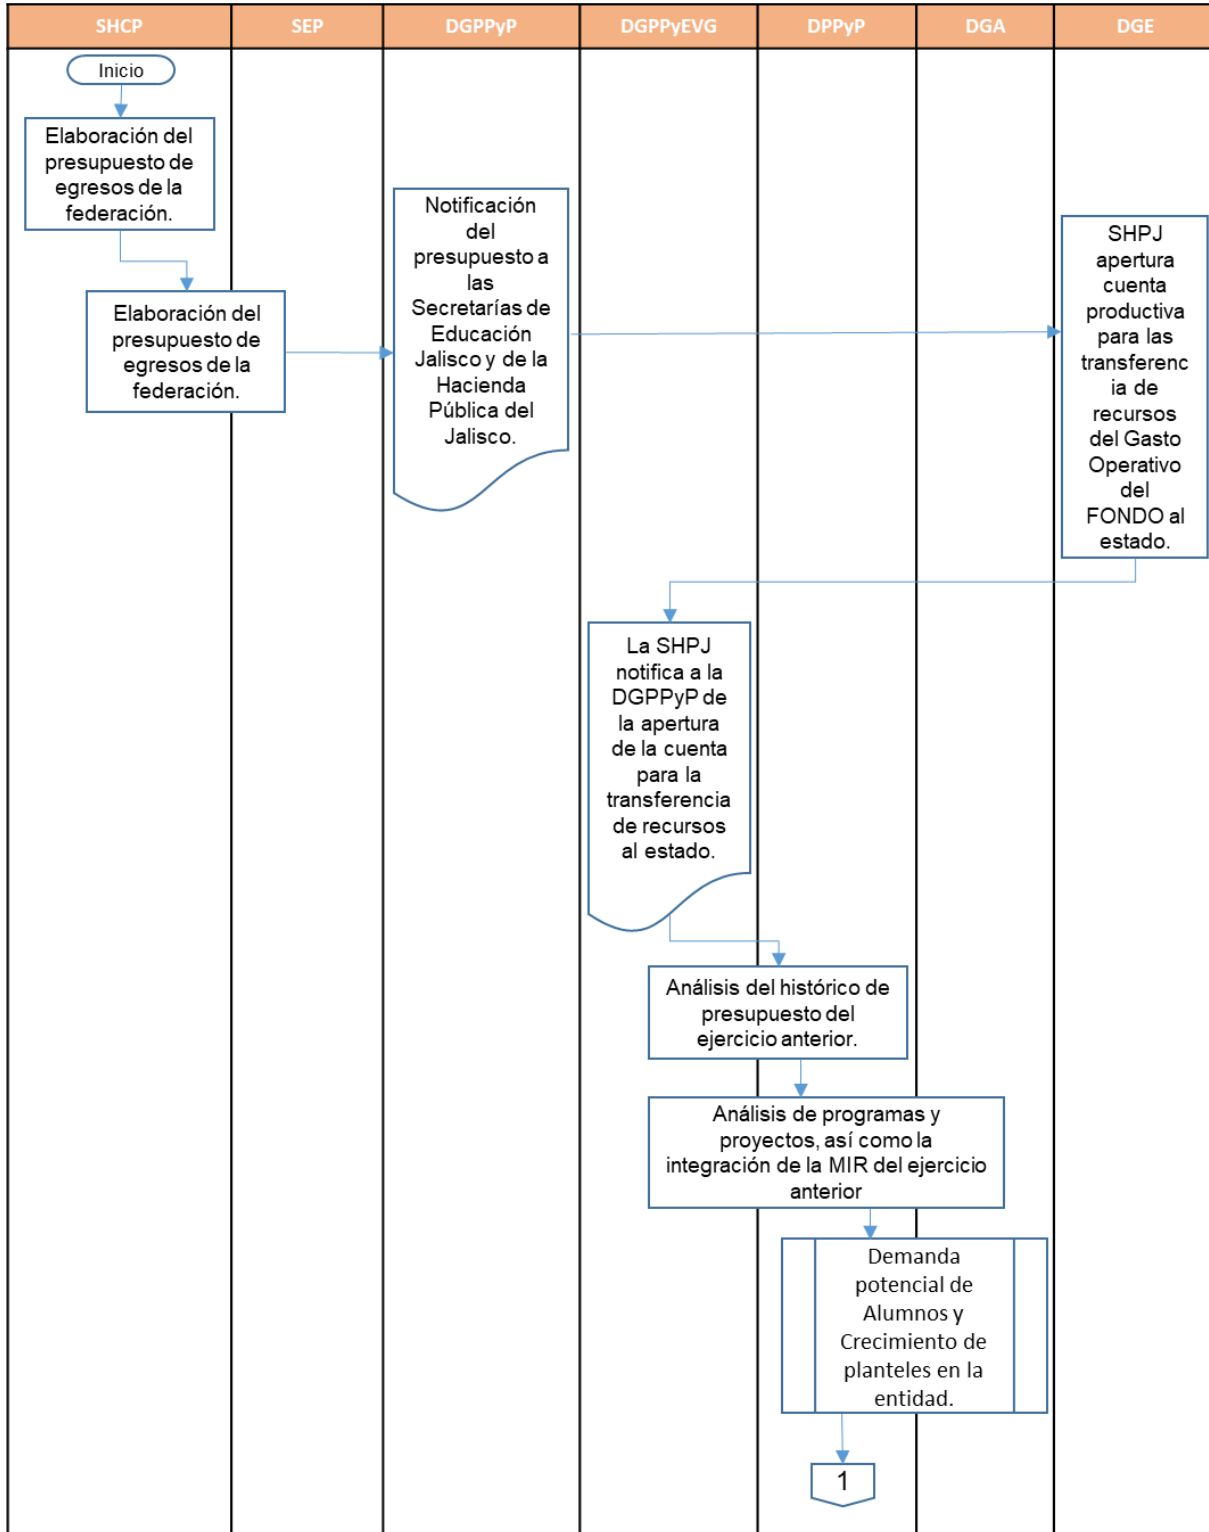 SHCP SEP DGPPyP DGPPyEVG DPPyP DGA DGE
Inicio
Elaboración del
presupuesto de
egresos de la
federación.
Elaboración del
presupuesto de
egresos de la
federación.
Notificación
del
presupuesto a
las
Secretarías de
Educación
Jalisco y de la
Hacienda
Pública del
Jalisco.
SHPJ
apertura
cuenta
productiva
para las
transferenc
ia de
recursos
del Gasto
Operativo
del
FONDO al
estado.
La SHPJ
notifica a la
DGPPyP de
la apertura
de la cuenta
para la
transferencia
de recursos
al estado.
Análisis del histórico de
presupuesto del
ejercicio anterior.
Análisis de programas y
proyectos, así como la
integración de la MIR del ejercicio
anterior
Demanda
potencial de
Alumnos y
Crecimiento de
planteles en la
entidad.
1